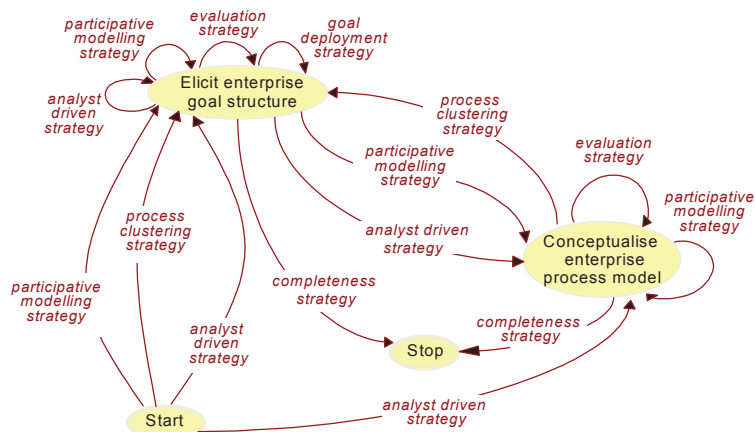 participative
modelling
strategy
evaluation
strategy
goal
deployment
strategy
analyst
driven
strategy
Elicit enterprise
goal structure
process
clustering
strategy
evaluation
strategy
participative
modelling
strategy
participative
modelling
strategy
process
clustering
strategy
analyst driven
strategy
Conceptualise
enterprise
process model
participative
modelling
strategy
completeness
strategy
analyst
driven
strategy
completeness
strategy
Stop
Start
analyst driven
strategy